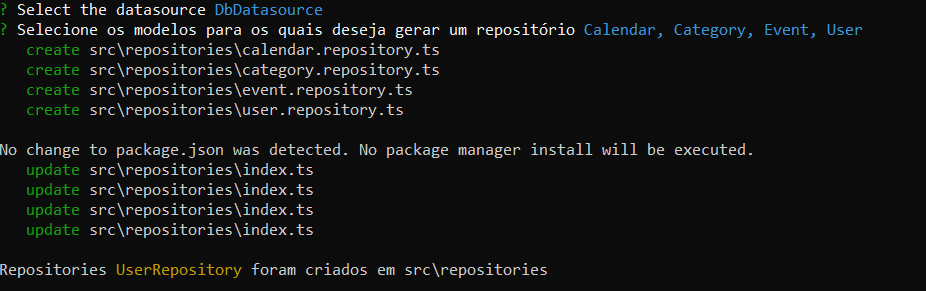 ? Select the datasource DbDatasource
? Selecione os modelos para os quais deseja gerar um repositório Calendar, Category, Event, User
create src\repositories\calendar.repository.ts
create src\repositories\category.repository.ts
create src\repositories\event.repository.ts
create src\repositories\user.repository.ts
No change to package.json was detected. No package manager install will be executed.
update src\repositories\index.ts
update src\repositories\index.ts
update src\repositories\index.ts
update src\repositories\index.ts
Repositories UserRepository foram criados em src\repositories